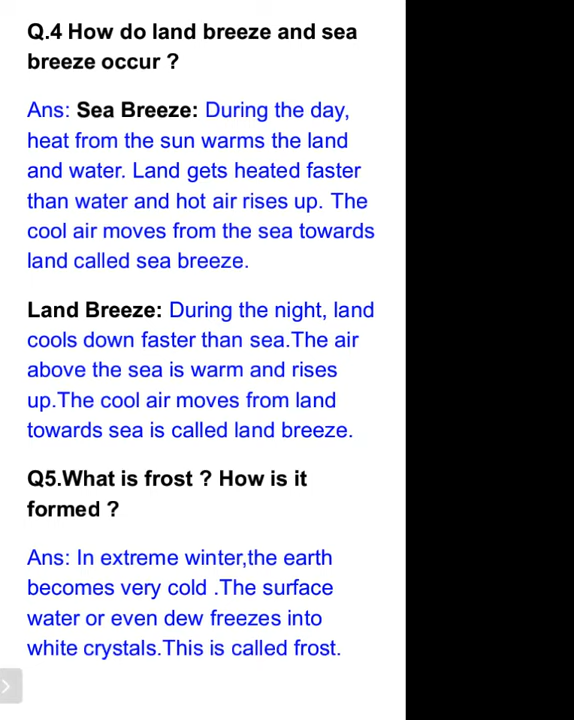 Q.4 How do land breeze and sea
breeze occur ?
Ans: Sea Breeze: During the day,
heat from the sun warms the land
and water. Land gets heated faster
than water and hot air rises up. The
cool air moves from the sea towards
land called sea breeze.
Land Breeze: During the night, land
cools down faster than sea.The air
above the sea is warm and rises
up.The cool air moves from land
towards sea is called land breeze.
Q5.What is frost ? How is it
formed ?
Ans: In extreme winter,the earth
becomes very cold .The surface
water or even dew freezes into
white crystals.This is called frost.